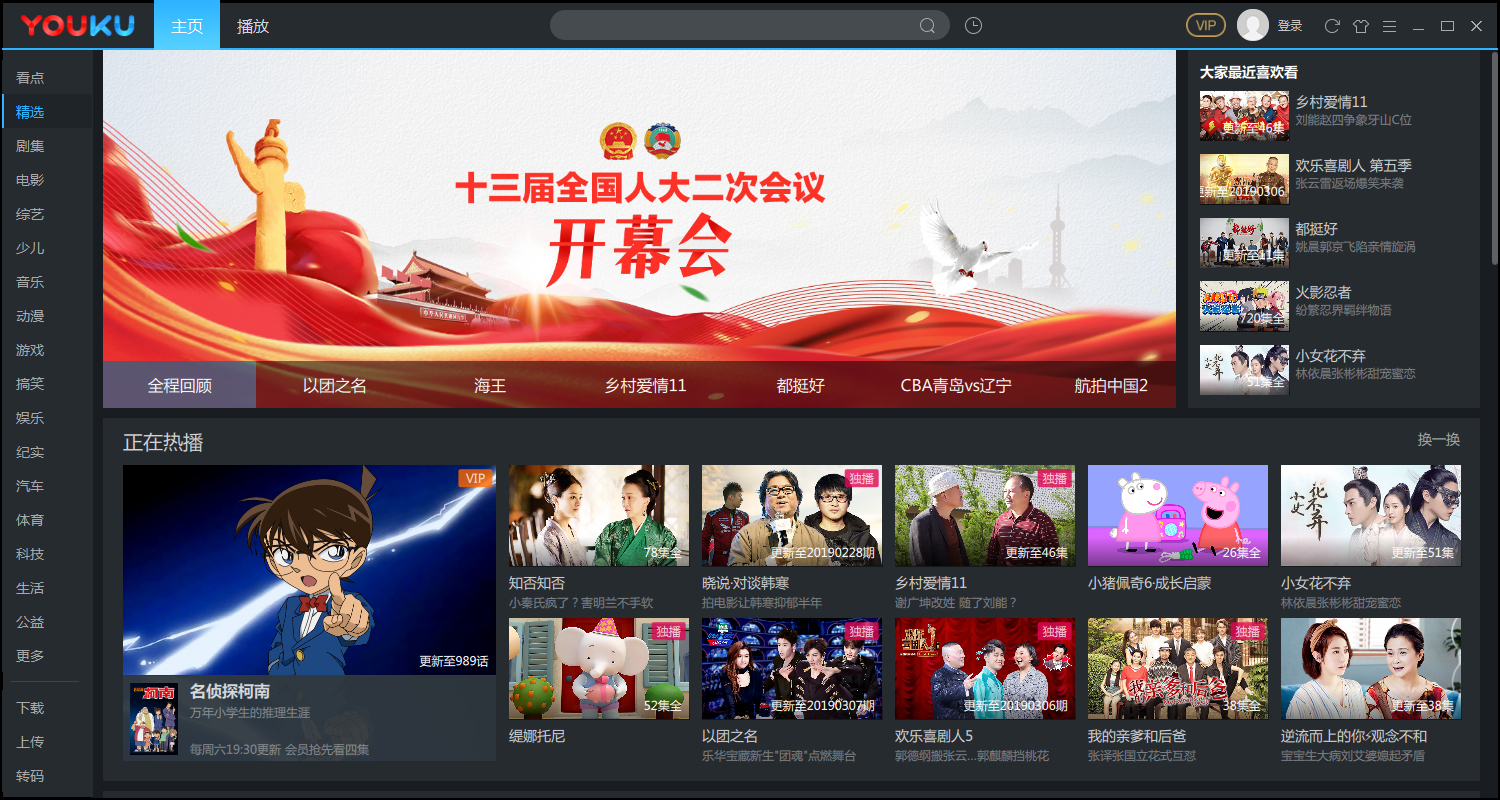 YOUKU
主页
播放
VIP
登录
看点
精选
剧集
电影
综艺
少儿
音乐
动漫
游戏
搞笑
娱乐
纪实
汽车
体育
科技
生活
公益
更多
下载
上传
转码
十三届全国人大二次会议
开幕会
全程回顾
以团之名
海王
乡村爱情11
都挺好
CBA青岛vs辽宁
航拍中国2
大家最近喜欢看
更新至46集
乡村爱情11
刘能赵四争象牙山C位
更新至20190306
欢乐喜剧人 第五季
张云雷返场爆笑来袭
都挺好
更新至11集
都挺好
姚晨郭京飞陷亲情旋涡
720集全
火影忍者
纷繁忍界羁绊物语
花不弃
51集全
小女花不弃
林依晨张彬彬甜宠蜜恋
正在热播
换一换
VIP
更新至989话
名侦探柯南
万年小学生的推理生涯
每周六19:30更新 会员抢先看四集
柯南
78集全
知否知否
小秦氏疯了？害明兰不手软
独播
更新至20190228期
晓说·对谈韩寒
拍电影让韩寒抑郁半年
独播
更新至46集
乡村爱情11
谢广坤改姓 随了刘能？
26集全
小猪佩奇6·成长启蒙
小女花不弃
更新至51集
小女花不弃
林依晨张彬彬甜宠蜜恋
独播
52集全
缇娜托尼
独播
更新至20190307期
以团之名
乐华宝藏新生"团魂"点燃舞台
独播
更新至20190306期
欢乐喜剧人5
郭德纲搬张云...郭麒麟挡桃花
独播
我的亲爹和后爸
38集全
我的亲爹和后爸
张译张国立花式互怼
更新至38集
逆流而上的你⚡观念不和
宝宝生大病刘艾婆媳起矛盾